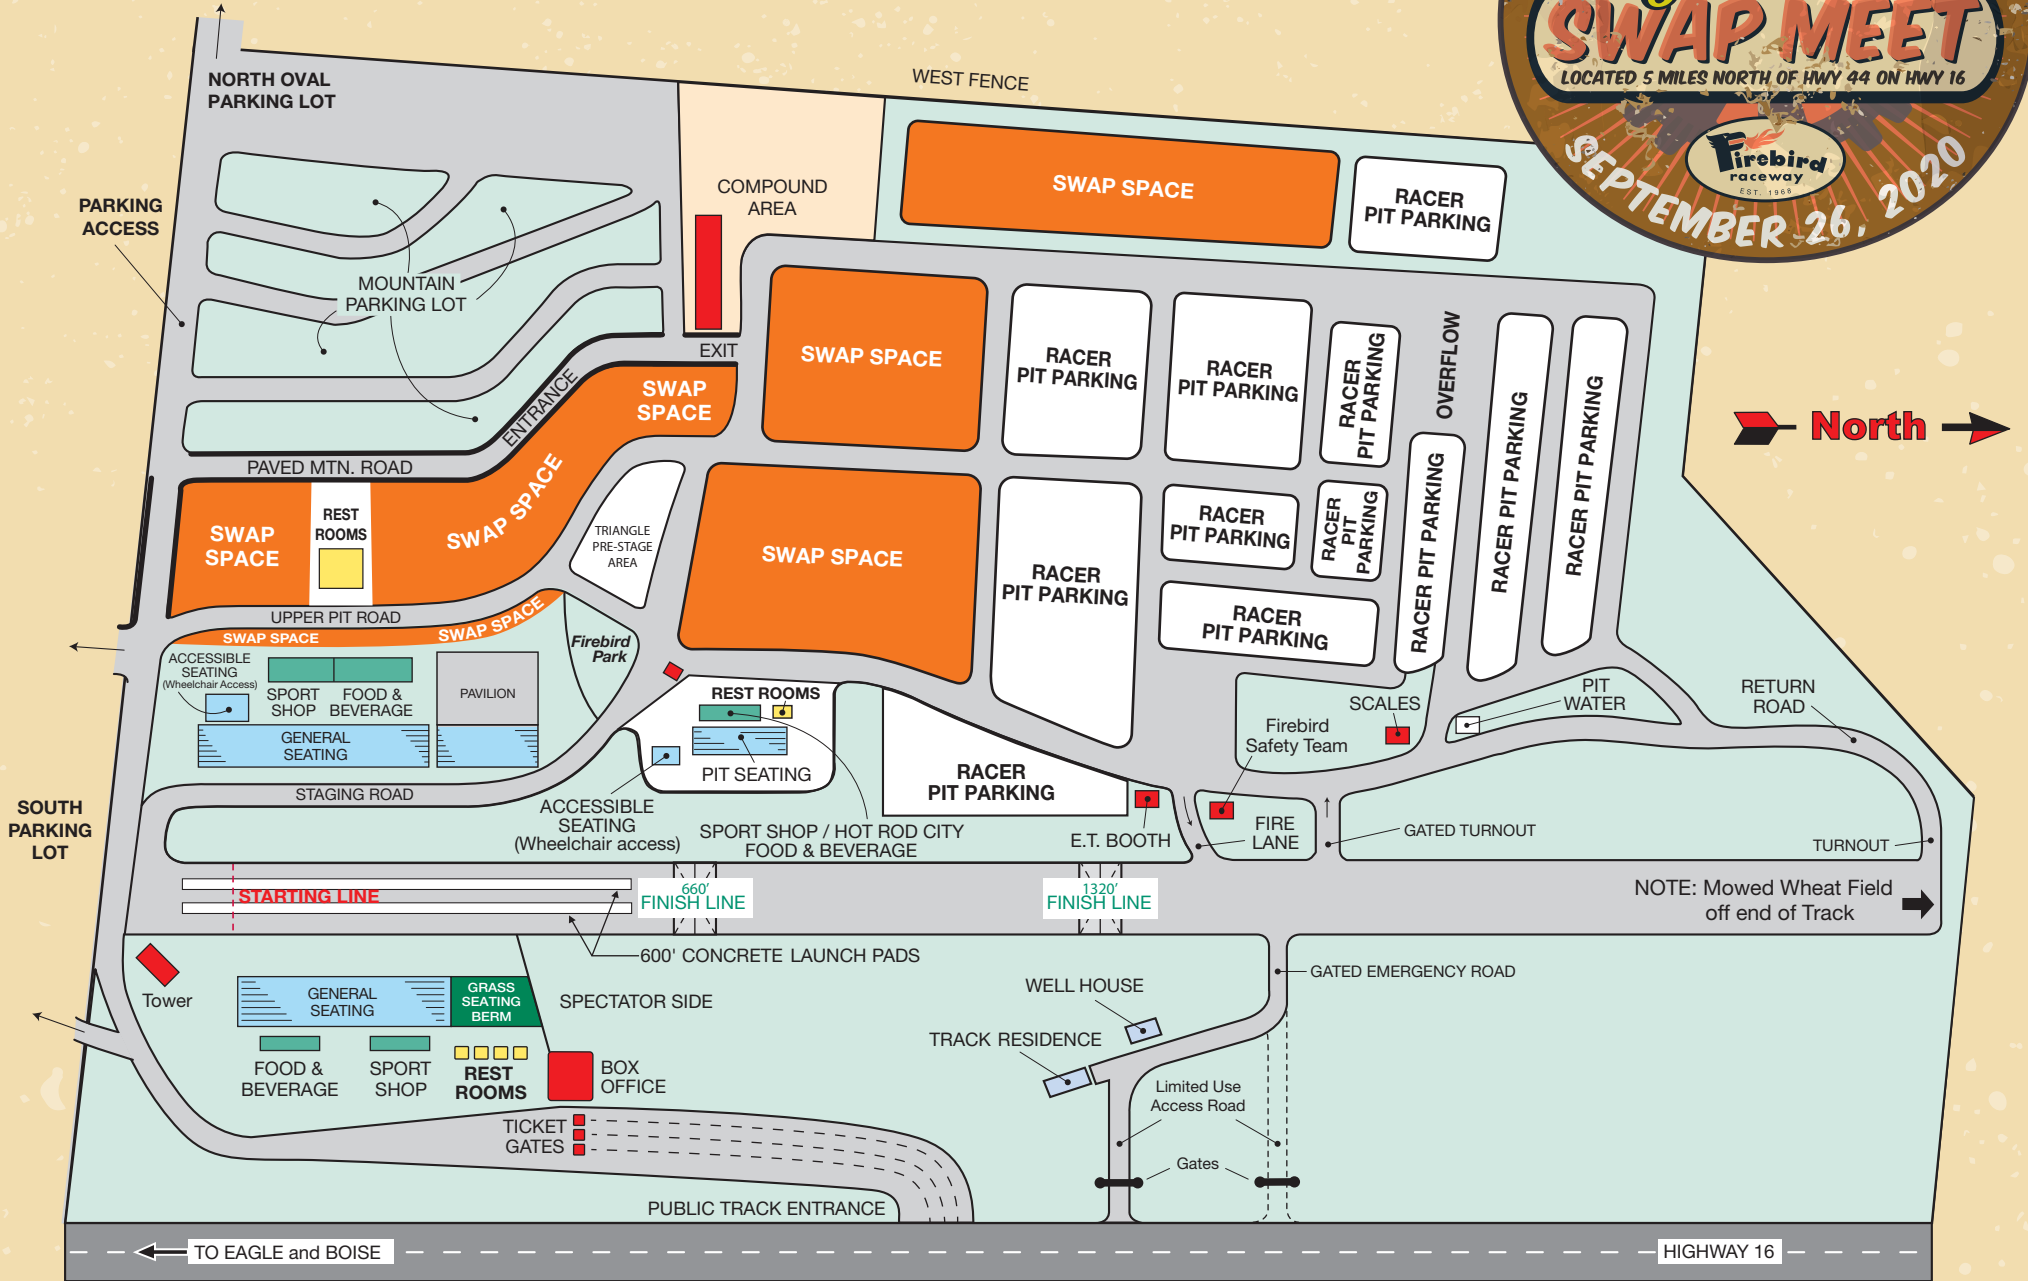 SWAP MEET
LOCATED 5 MILES NORTH OF HWY 44 ON HWY 16
Firebird
raceway
EST. 1968
SEPTEMBER 26, 2020
NORTH OVAL
PARKING LOT
WEST FENCE
PARKING
ACCESS
COMPOUND
AREA
SWAP SPACE
RACER
PIT PARKING
MOUNTAIN
PARKING LOT
EXIT
ENTRANCE
SWAP
SPACE
SWAP SPACE
RACER
PIT PARKING
RACER
PIT PARKING
RACER
PIT PARKING
OVERFLOW
RACER PIT PARKING
RACER PIT PARKING
RACER PIT PARKING
North
PAVED MTN. ROAD
SWAP
SPACE
REST
ROOMS
SWAP SPACE
TRIANGLE
PRE-STAGE
AREA
SWAP SPACE
RACER
PIT PARKING
RACER
PIT PARKING
RACER
PIT
PARKING
RACER
PIT PARKING
UPPER PIT ROAD
SWAP SPACE
SWAP SPACE
Firebird
Park
ACCESSIBLE
SEATING
(Wheelchair Access)
SPORT
SHOP
FOOD &
BEVERAGE
PAVILION
GENERAL
SEATING
REST ROOMS
PIT SEATING
STAGING ROAD
ACCESSIBLE
SEATING
(Wheelchair access)
SPORT SHOP / HOT ROD CITY
FOOD & BEVERAGE
RACER
PIT PARKING
E.T. BOOTH
Firebird
Safety Team
SCALES
PIT
WATER
RETURN
ROAD
FIRE
LANE
GATED TURNOUT
TURNOUT
SOUTH
PARKING
LOT
STARTING LINE
660'
FINISH LINE
1320'
FINISH LINE
NOTE: Mowed Wheat Field
off end of Track
600' CONCRETE LAUNCH PADS
Tower
GENERAL
SEATING
GRASS
SEATING
BERM
SPECTATOR SIDE
FOOD &
BEVERAGE
SPORT
SHOP
REST
ROOMS
BOX
OFFICE
WELL HOUSE
TRACK RESIDENCE
GATED EMERGENCY ROAD
Limited Use
Access Road
Gates
TICKET
GATES
PUBLIC TRACK ENTRANCE
TO EAGLE and BOISE
HIGHWAY 16